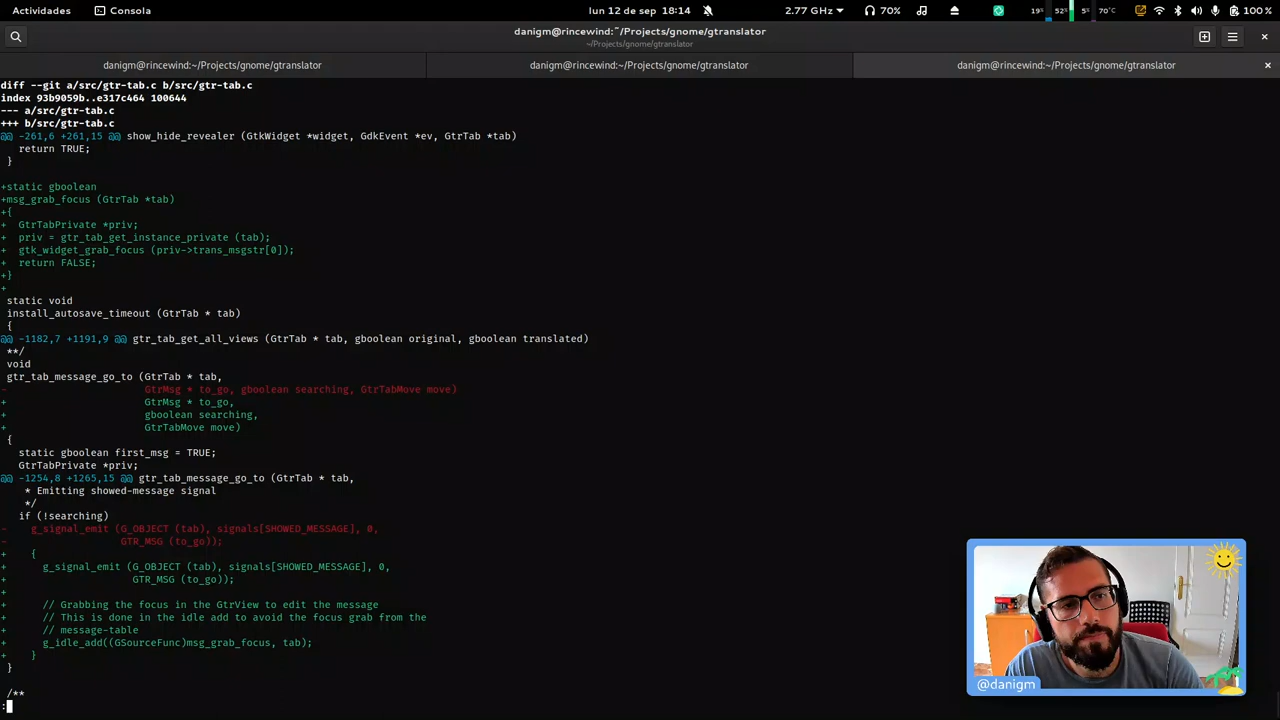 Actividades Consola lun 12 de sep 18:14 2.77 GHz 70% 19% 52% 5% 70°C 100 %
danigm@rincewind:~/Projects/gnome/gtranslator
~/Projects/gnome/gtranslator
danigm@rincewind:~/Projects/gnome/gtranslator danigm@rincewind:~/Projects/gnome/gtranslator danigm@rincewind:~/Projects/gnome/gtranslator
diff --git a/src/gtr-tab.c b/src/gtr-tab.c
index 93b9059b..e317c464 100644
--- a/src/gtr-tab.c
+++ b/src/gtr-tab.c
@@ -261,6 +261,15 @@ show_hide_revealer (GtkWidget *widget, GdkEvent *ev, GtrTab *tab)
   return TRUE;
 }

+static gboolean
+msg_grab_focus (GtrTab *tab)
+{
+  GtrTabPrivate *priv;
+  priv = gtr_tab_get_instance_private (tab);
+  gtk_widget_grab_focus (priv->trans_msgstr[0]);
+  return FALSE;
+}
+
 static void
 install_autosave_timeout (GtrTab * tab)
 {
@@ -1182,7 +1191,9 @@ gtr_tab_get_all_views (GtrTab * tab, gboolean original, gboolean translated)
 **/
 void
 gtr_tab_message_go_to (GtrTab * tab,
-                       GtrMsg * to_go, gboolean searching, GtrTabMove move)
+                       GtrMsg * to_go,
+                       gboolean searching,
+                       GtrTabMove move)
 {
   static gboolean first_msg = TRUE;
   GtrTabPrivate *priv;
@@ -1254,8 +1265,15 @@ gtr_tab_message_go_to (GtrTab * tab,
    * Emitting showed-message signal
    */
   if (!searching)
-    g_signal_emit (G_OBJECT (tab), signals[SHOWED_MESSAGE], 0,
-                   GTR_MSG (to_go));
+    {
+      g_signal_emit (G_OBJECT (tab), signals[SHOWED_MESSAGE], 0,
+                     GTR_MSG (to_go));
+
+      // Grabbing the focus in the GtrView to edit the message
+      // This is done in the idle add to avoid the focus grab from the
+      // message-table
+      g_idle_add((GSourceFunc)msg_grab_focus, tab);
+    }
 }

 /**
:
@danigm